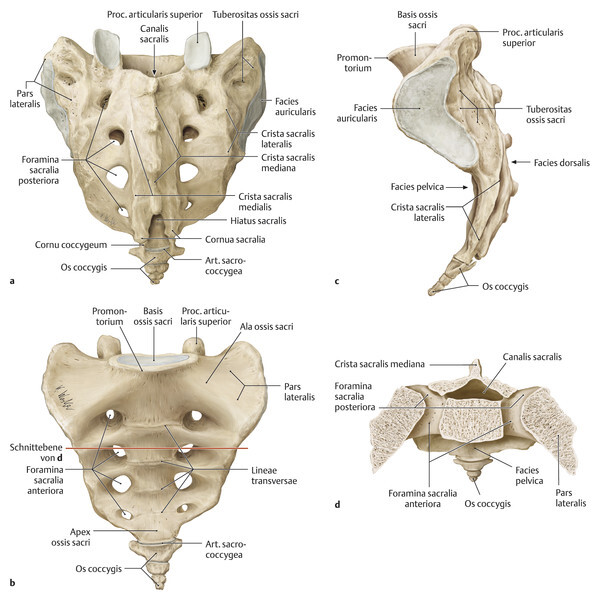 Proc. articularis superior
Canalis
sacralis
Tuberositas ossis sacri
Pars
lateralis
Facies
auricularis
Crista sacralis
lateralis
Foramina
sacralia
posteriora
Crista sacralis
mediana
Crista sacralis
medialis
Hiatus sacralis
Cornu coccygeum
Cornua sacralia
Os coccygis
Art. sacro-
coccygea
a
Basis ossis
sacri
Proc. articularis
superior
Promon-
torium
Facies
auricularis
Tuberositas
ossis sacri
Facies dorsalis
Facies pelvica
Crista sacralis
lateralis
Os coccygis
c
Promon-
torium
Basis
ossis sacri
Proc. articu-
laris superior
Ala ossis sacri
Pars
lateralis
Schnittebene
von d
Foramina
sacralia
anteriora
Lineae
transversae
Apex
ossis sacri
Art. sacro-
coccygea
Os coccygis
b
Crista sacralis mediana
Canalis sacralis
Foramina
sacralia
posteriora
Foramina sacralia
anteriora
Facies
pelvica
Os coccygis
Pars
lateralis
d